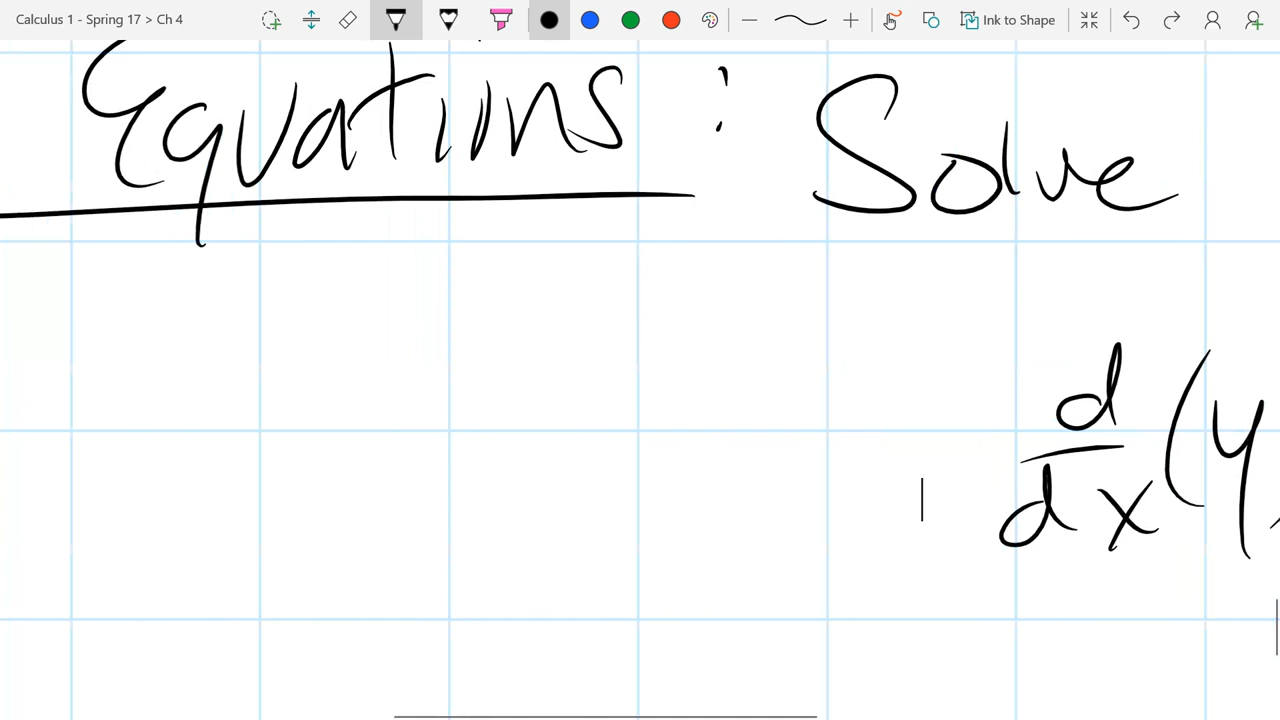 Calculus 1 - Spring 17 > Ch 4
Ink to Shape
Equations : Solve
d
dx (y